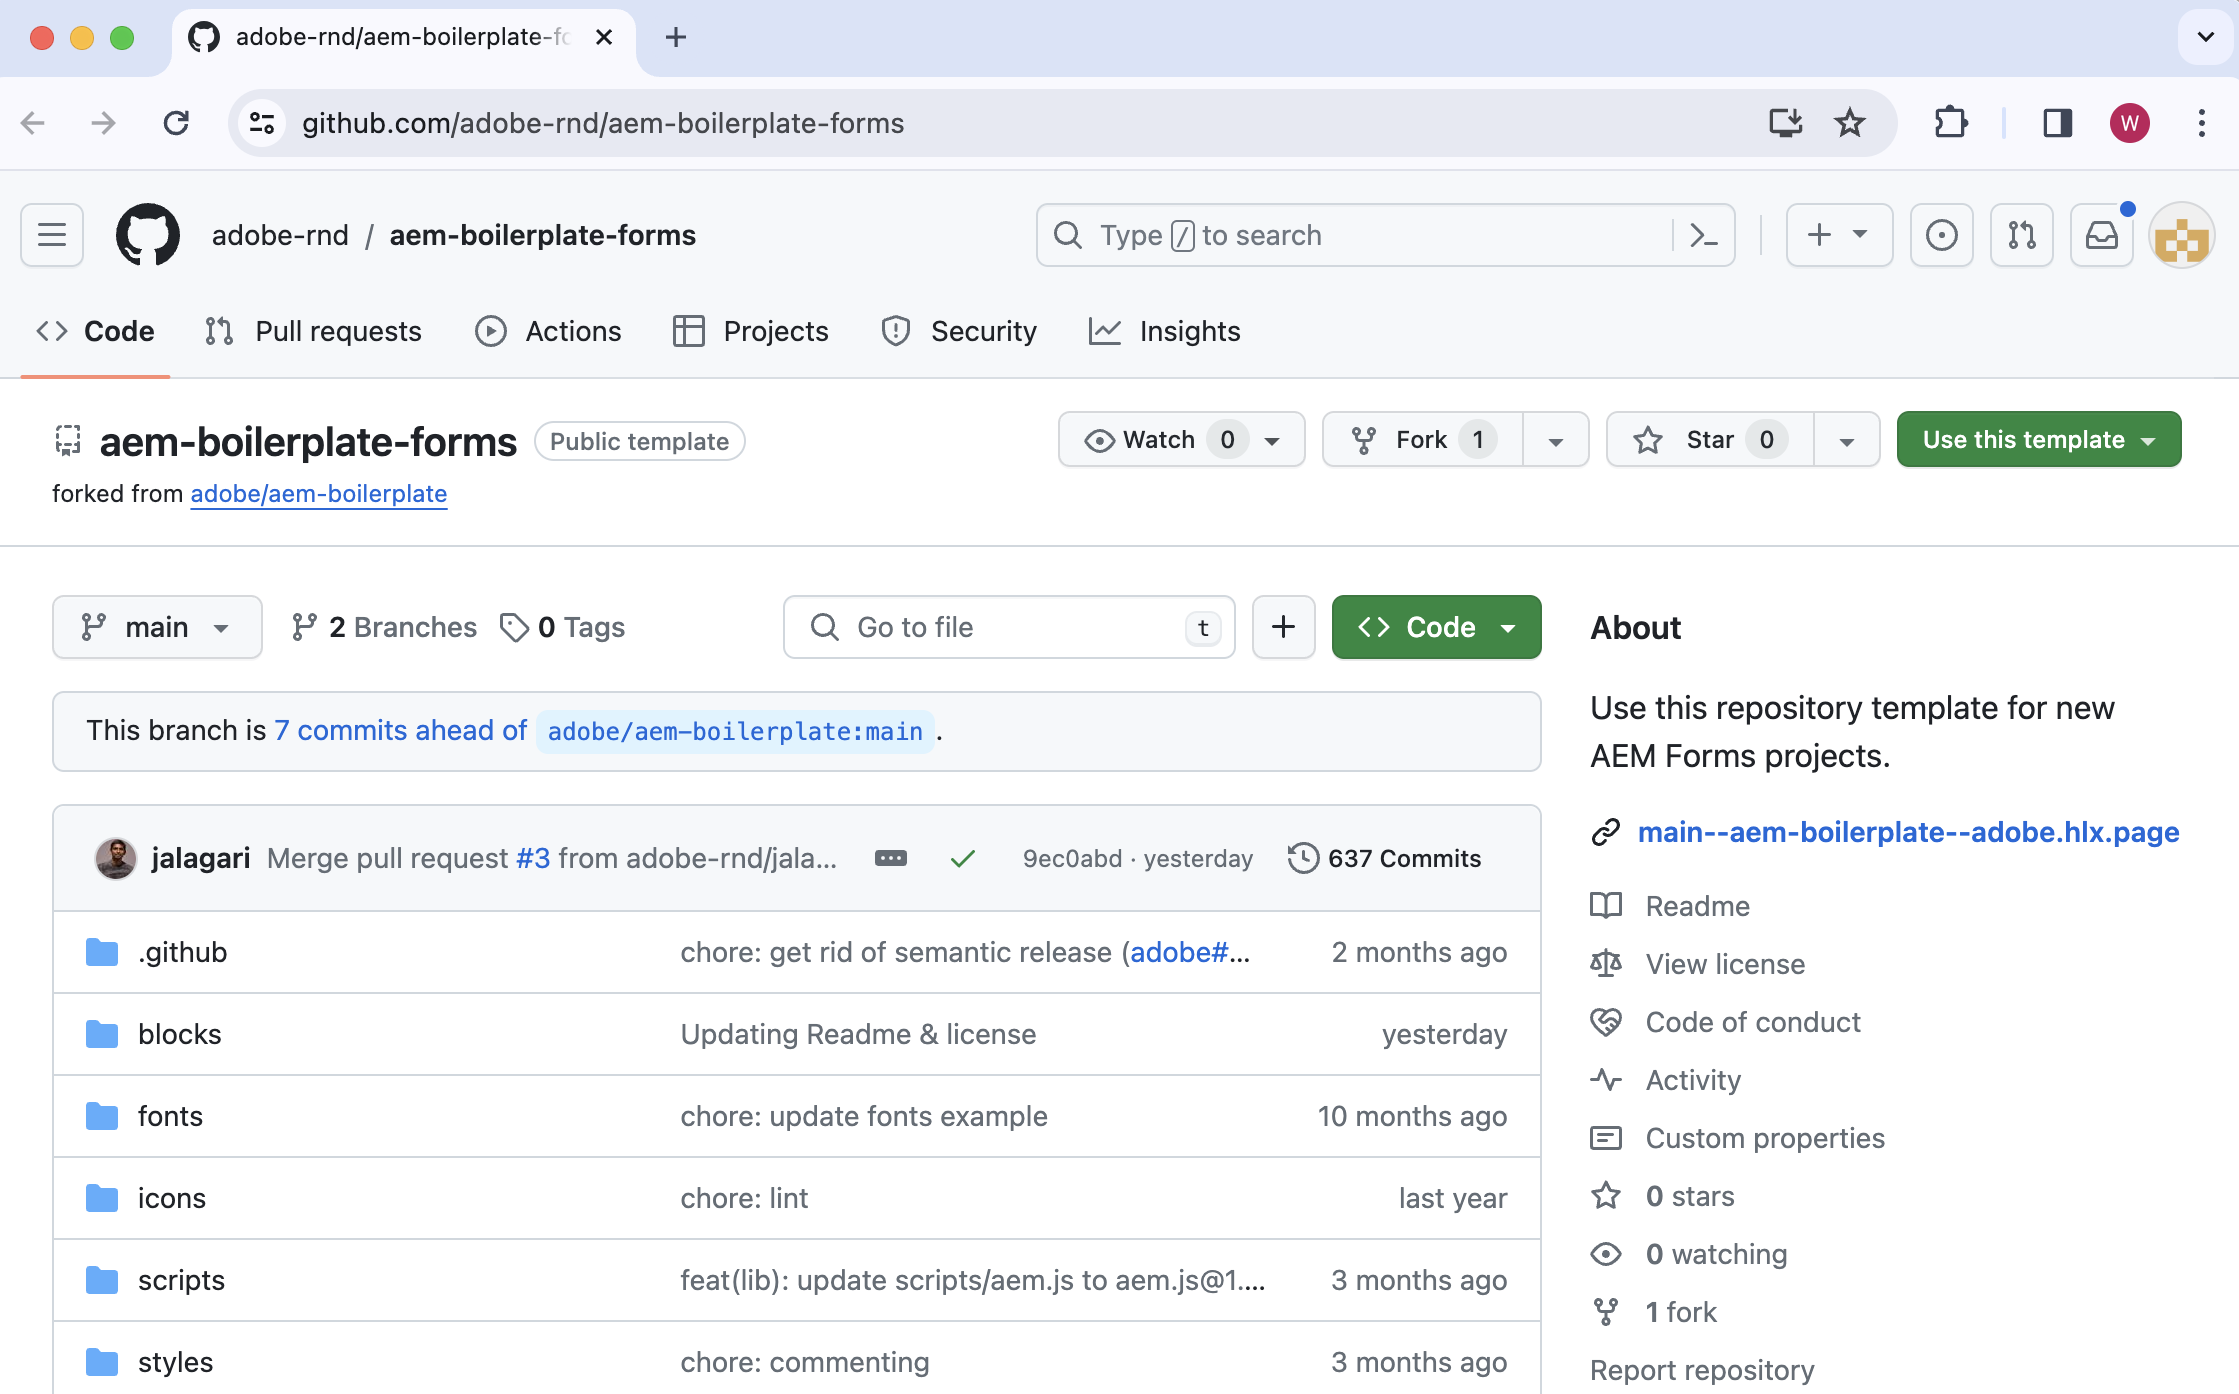 adobe-rnd/aem-boilerplate-fo
github.com/adobe-rnd/aem-boilerplate-forms
W
adobe-rnd / aem-boilerplate-forms
Type / to search
Code
Pull requests
Actions
Projects
Security
Insights
aem-boilerplate-forms
Public template
Watch 0
Fork 1
Star 0
Use this template
forked from adobe/aem-boilerplate
main
2 Branches
0 Tags
Go to file
t
Code
This branch is 7 commits ahead of adobe/aem-boilerplate:main .
jalagari Merge pull request #3 from adobe-rnd/jala...
9ec0abd · yesterday
637 Commits
.github
chore: get rid of semantic release (adobe#...
2 months ago
blocks
Updating Readme & license
yesterday
fonts
chore: update fonts example
10 months ago
icons
chore: lint
last year
scripts
feat(lib): update scripts/aem.js to aem.js@1....
3 months ago
styles
chore: commenting
3 months ago
About
Use this repository template for new
AEM Forms projects.
main--aem-boilerplate--adobe.hlx.page
Readme
View license
Code of conduct
Activity
Custom properties
0 stars
0 watching
1 fork
Report repository